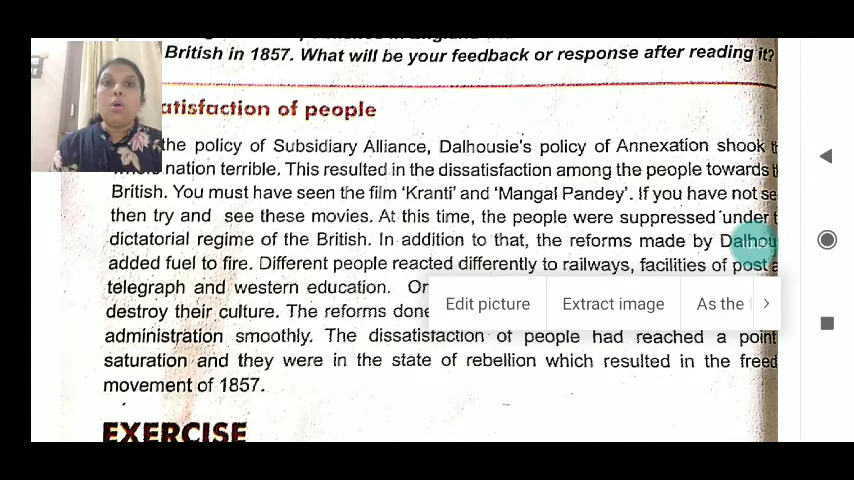 British in 1857. What will be your feedback or response after reading it?
atisfaction of people
the policy of Subsidiary Alliance, Dalhousie's policy of Annexation shook
nation terrible. This resulted in the dissatisfaction among the people towards
British. You must have seen the film 'Kranti' and 'Mangal Pandey'. If you have not se
then try and see these movies. At this time, the people were suppressed under
dictatorial regime of the British. In addition to that, the reforms made by Dalhou
added fuel to fire. Different people reacted differently to railways, facilities of post a
telegraph and western education. Or
destroy their culture. The reforms done
administration smoothly. The dissatisfaction of people had reached a point
saturation and they were in the state of rebellion which resulted in the freed
movement of 1857.
EXERCISE
Edit picture
Extract image
As the